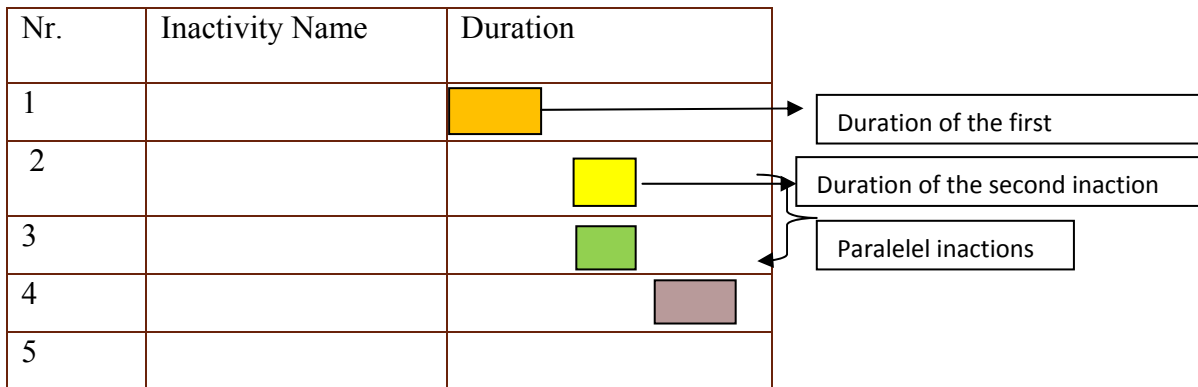 Nr. Inactivity Name Duration
1
Duration of the first
2
Duration of the second inaction
3
Paralelel inactions
4
5